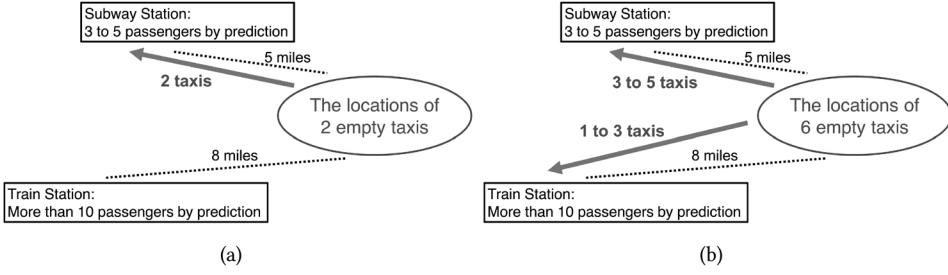 Subway Station:
3 to 5 passengers by prediction
5 miles
2 taxis
The locations of
2 empty taxis
8 miles
Train Station:
More than 10 passengers by prediction
(a)
Subway Station:
3 to 5 passengers by prediction
5 miles
3 to 5 taxis
The locations of
6 empty taxis
1 to 3 taxis
8 miles
Train Station:
More than 10 passengers by prediction
(b)